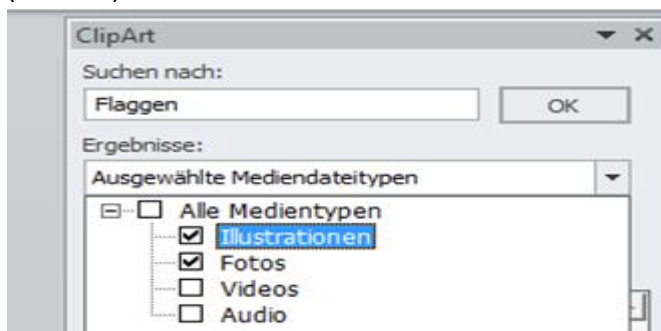 ClipArt
Suchen nach:
Flaggen
OK
Ergebnisse:
Ausgewählte Mediendateitypen
Alle Medientypen
Illustrationen
Fotos
Videos
Audio